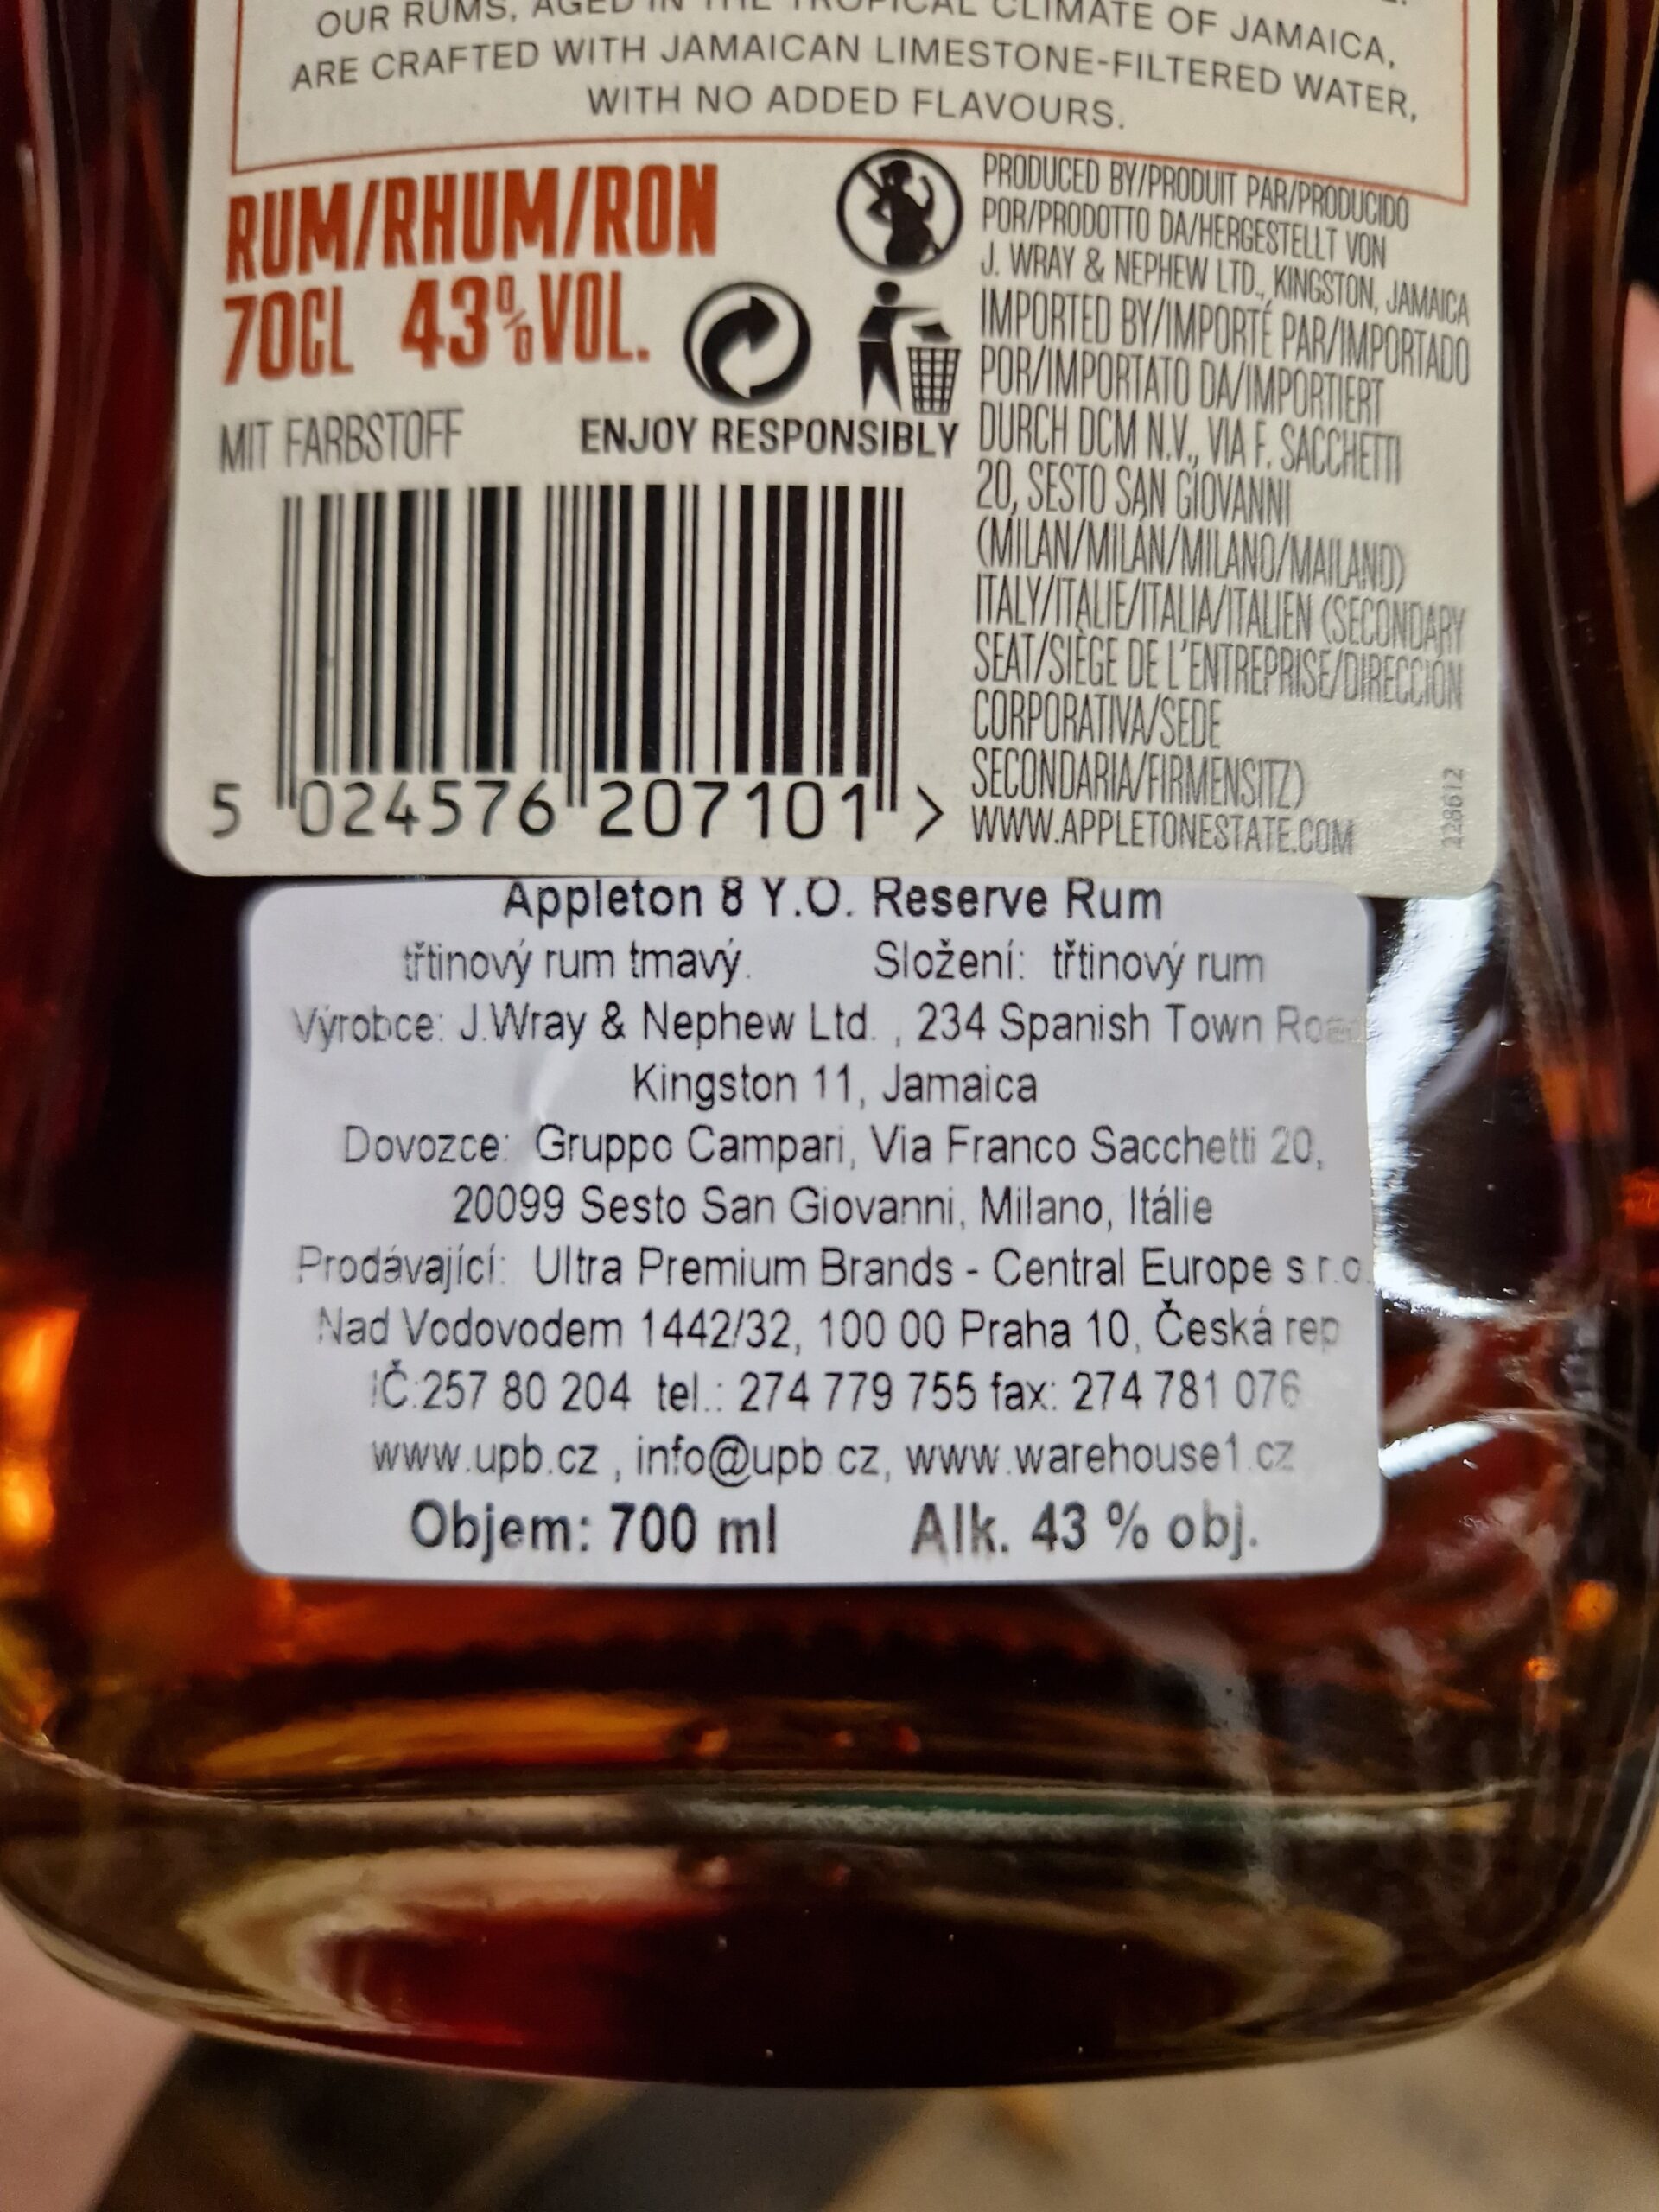 OUR RUMS, AGED IN THE TROPICAL CLIMATE OF JAMAICA,
ARE CRAFTED WITH JAMAICAN LIMESTONE-FILTERED WATER,
WITH NO ADDED FLAVOURS.
RUM/RHUM/RON
70CL 43%VOL.
MIT FARBSTOFF
ENJOY RESPONSIBLY
5 024576 207101 >
PRODUCED BY/PRODUIT PAR/PRODUCIDO
POR/PRODOTTO DA/HERGESTELLT VON
J. WRAY & NEPHEW LTD., KINGSTON, JAMAICA
IMPORTED BY/IMPORTÉ PAR/IMPORTADO
POR/IMPORTATO DA/IMPORTIERT
DURCH DCM N.V., VIA F. SACCHETTI
20, SESTO SAN GIOVANNI
(MILAN/MILÁN/MILANO/MAILAND)
ITALY/ITALIE/ITALIA/ITALIEN (SECONDARY
SEAT/SIÈGE DE L'ENTREPRISE/DIRECCIÓN
CORPORATIVA/SEDE
SECONDARIA/FIRMENSITZ)
WWW.APPLETONESTATE.COM
228612
Appleton 8 Y.O. Reserve Rum
třtinový rum tmavý. Složení: třtinový rum
Výrobce: J.Wray & Nephew Ltd. , 234 Spanish Town Road
Kingston 11, Jamaica
Dovozce: Gruppo Campari, Via Franco Sacchetti 20,
20099 Sesto San Giovanni, Milano, Itálie
Prodávající: Ultra Premium Brands - Central Europe s.r.o.
Nad Vodovodem 1442/32, 100 00 Praha 10, Česká rep
IČ:257 80 204 tel.: 274 779 755 fax: 274 781 076
www.upb.cz , info@upb.cz, www.warehouse1.cz
Objem: 700 ml Alk. 43 % obj.